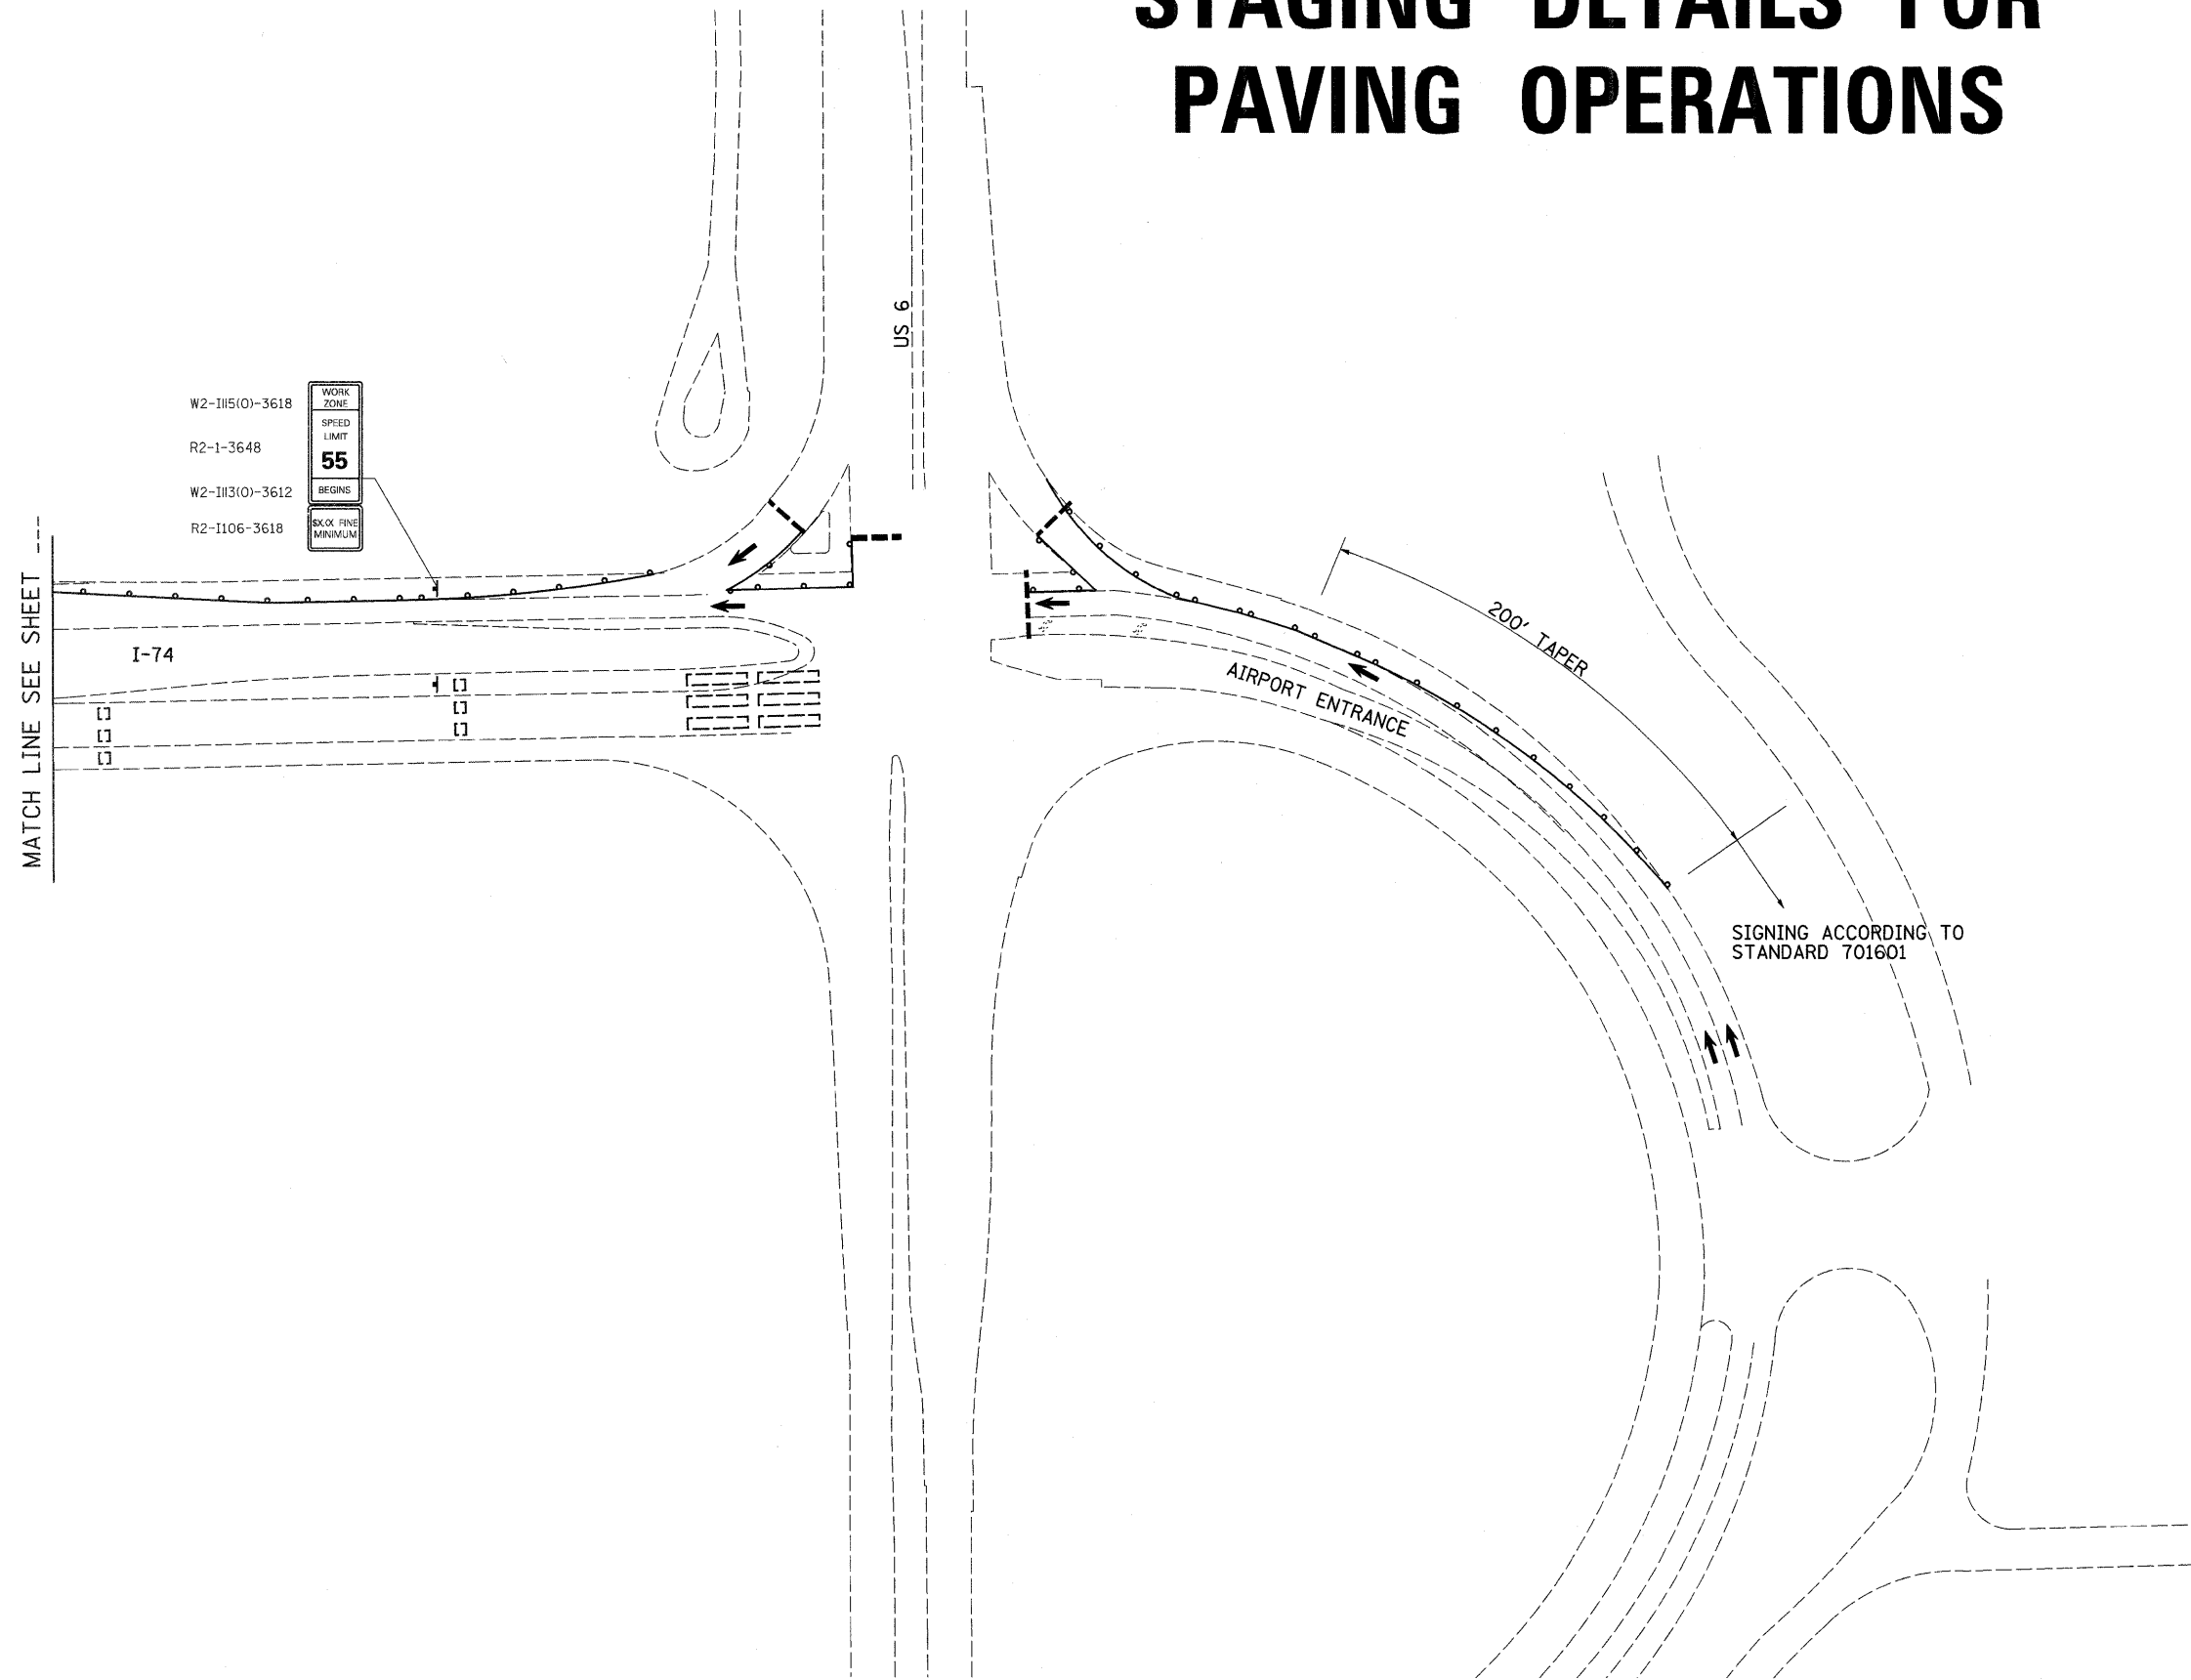 STAGING DETAILS FOR
PAVING OPERATIONS
US 6
W2-I115(O)-3618
R2-1-3648
W2-I113(O)-3612
R2-I106-3618
WORK
ZONE
SPEED
LIMIT
55
BEGINS
$X,XX FINE
MINIMUM
MATCH LINE SEE SHEET ---
I-74
200' TAPER
AIRPORT ENTRANCE
SIGNING ACCORDING TO
STANDARD 701601